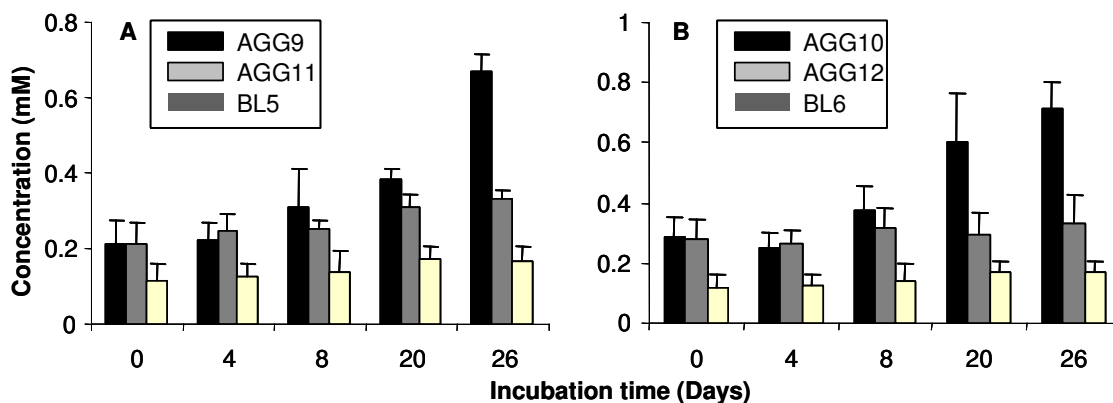 A
AGG9
AGG11
BL5
0.8
0.6
0.4
0.2
0
0 4 8 20 26
Concentration (mM)
B
AGG10
AGG12
BL6
1
0.8
0.6
0.4
0.2
0
0 4 8 20 26
Incubation time (Days)